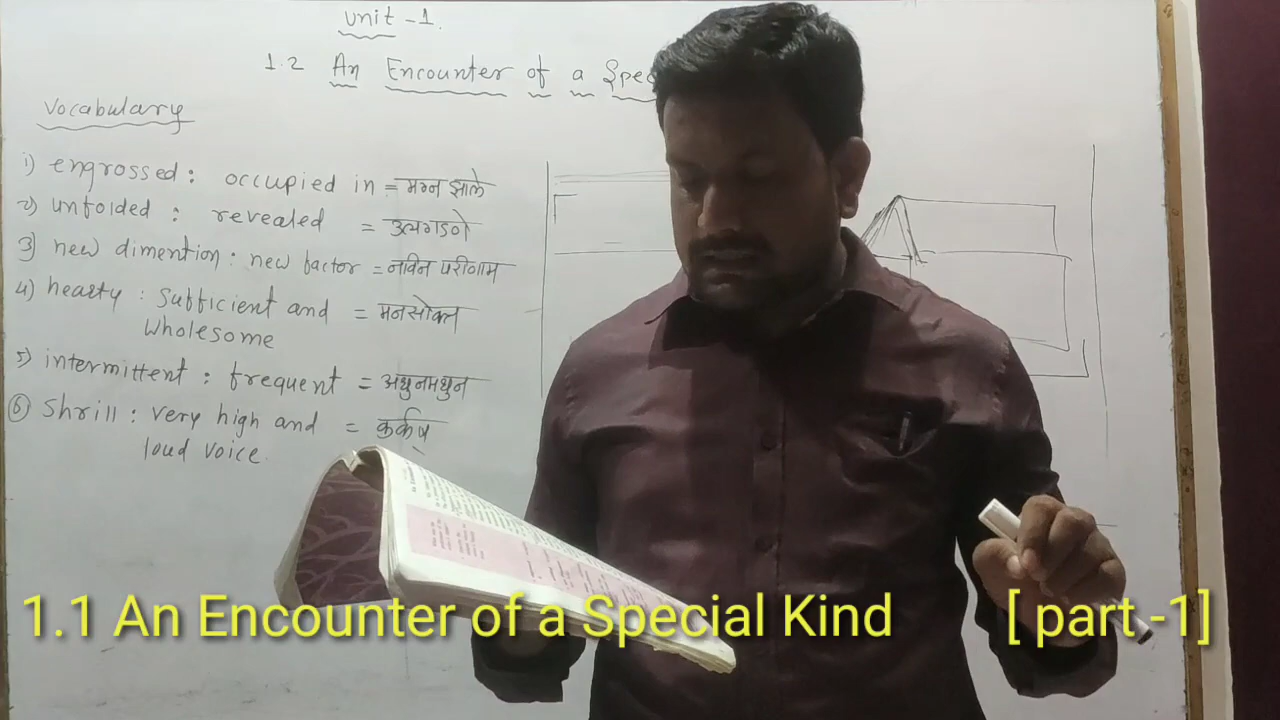 Unit - 1.
1.2 An Encounter of a Spec
Vocabulary
1) engrossed : occupied in = मग्न झाले
2) unfolded : revealed = उलगडणे
3) new dimention : new factor = नविन परीणाम
4) hearty : Sufficient and = मनसोक्त
wholesome
5) intermittent : frequent = अधुनमधुन
6) Shrill : very high and = कर्कष
loud voice.
1.1 An Encounter of a Special Kind [ part -1]